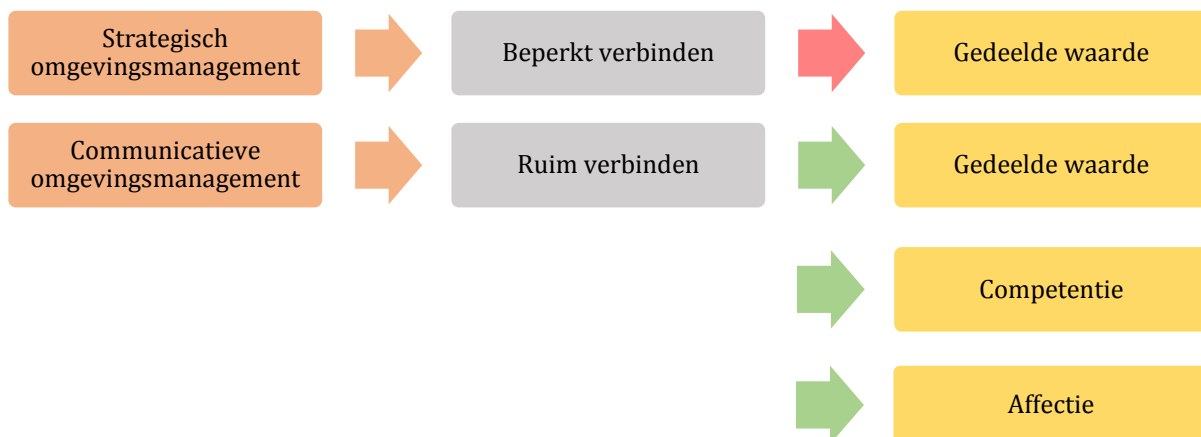 Strategisch
omgevingsmanagement
Beperkt verbinden
Gedeelde waarde
Communicatieve
omgevingsmanagement
Ruim verbinden
Gedeelde waarde
Competentie
Affectie